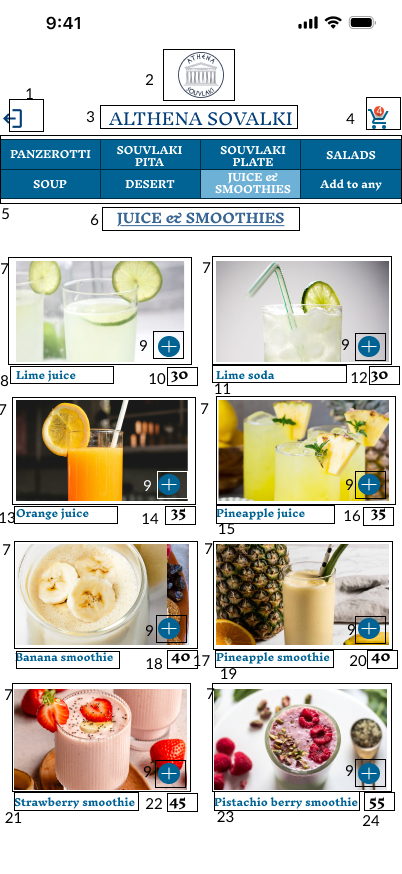 9:41
1
2
ATHENA
SOUVLAKI
3
ALTHENA SOVALKI
4
4
PANZEROTTI
SOUVLAKI
PITA
SOUVLAKI
PLATE
SALADS
SOUP
DESERT
JUICE &
SMOOTHIES
Add to any
5
6
JUICE & SMOOTHIES
7
7
9
9
8
Lime juice
10
30
Lime soda
12
30
11
7
7
9
9
13
Orange juice
14
35
Pineapple juice
16
35
15
7
7
9
9
Banana smoothie
18
40
17
Pineapple smoothie
20
40
19
7
7
9
9
Strawberry smoothie
22
45
Pistachio berry smoothie
55
21
23
24